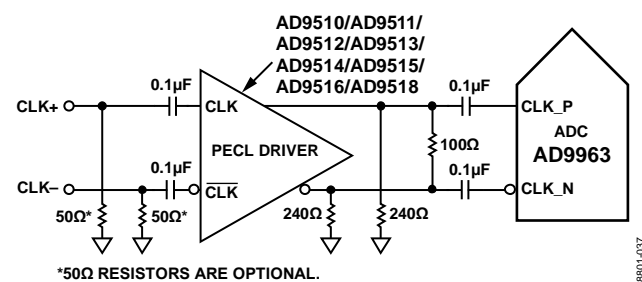 AD9510/AD9511/
AD9512/AD9513/
AD9514/AD9515/
AD9516/AD9518
0.1µF
0.1µF
CLK+
CLK
CLK_P
ADC
PECL DRIVER
100Ω
AD9963
0.1µF
0.1µF
CLK–
CLK
CLK_N
50Ω*
50Ω*
240Ω
240Ω
*50Ω RESISTORS ARE OPTIONAL.
8801-037